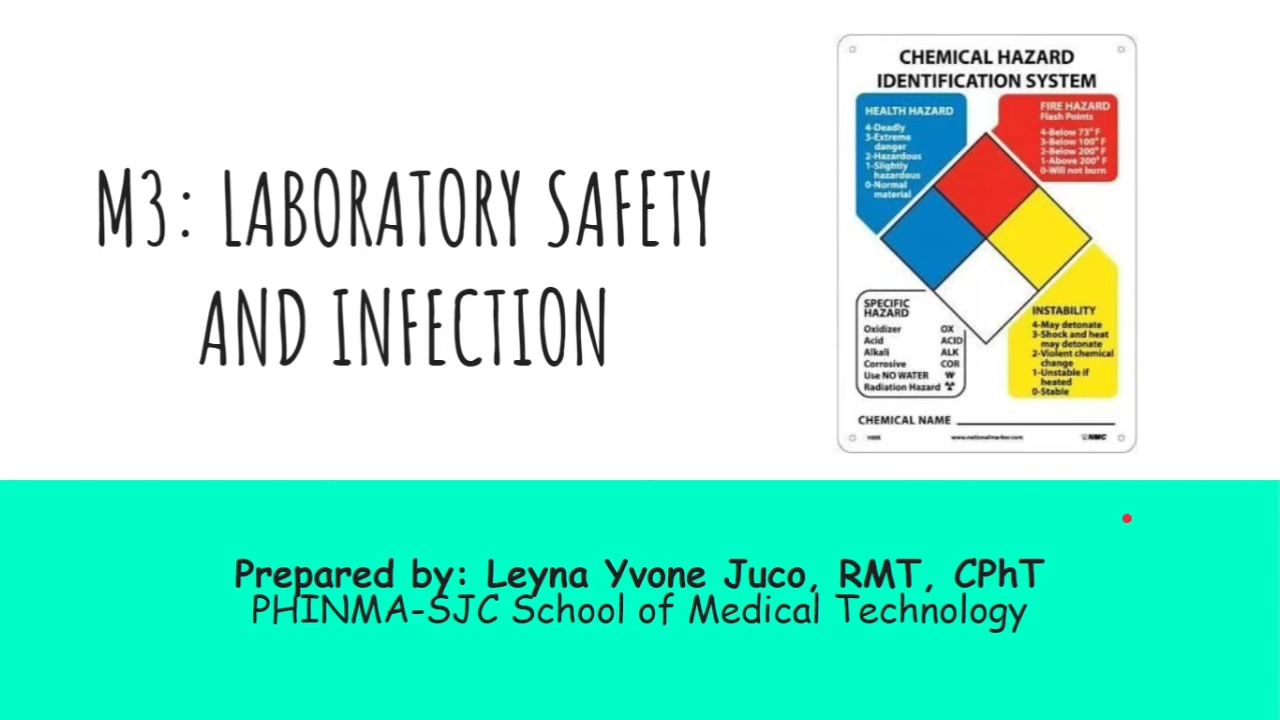 M3: LABORATORY SAFETY
AND INFECTION
CHEMICAL HAZARD
IDENTIFICATION SYSTEM
HEALTH HAZARD
4-Deadly
3-Extreme
danger
2-Hazardous
1-Slightly
hazardous
0-Normal
material
FIRE HAZARD
Flash Points
4-Below 73° F
3-Below 100° F
2-Below 200° F
1-Above 200° F
0-Will not burn
SPECIFIC
HAZARD
Oxidizer OX
Acid ACID
Alkali ALK
Corrosive COR
Use NO WATER W
Radiation Hazard
INSTABILITY
4-May detonate
3-Shock and heat
may detonate
2-Violent chemical
change
1-Unstable if
heated
0-Stable
CHEMICAL NAME
www.nationalmarker.com NMC
Prepared by: Leyna Yvone Juco, RMT, CPhT
PHINMA-SJC School of Medical Technology